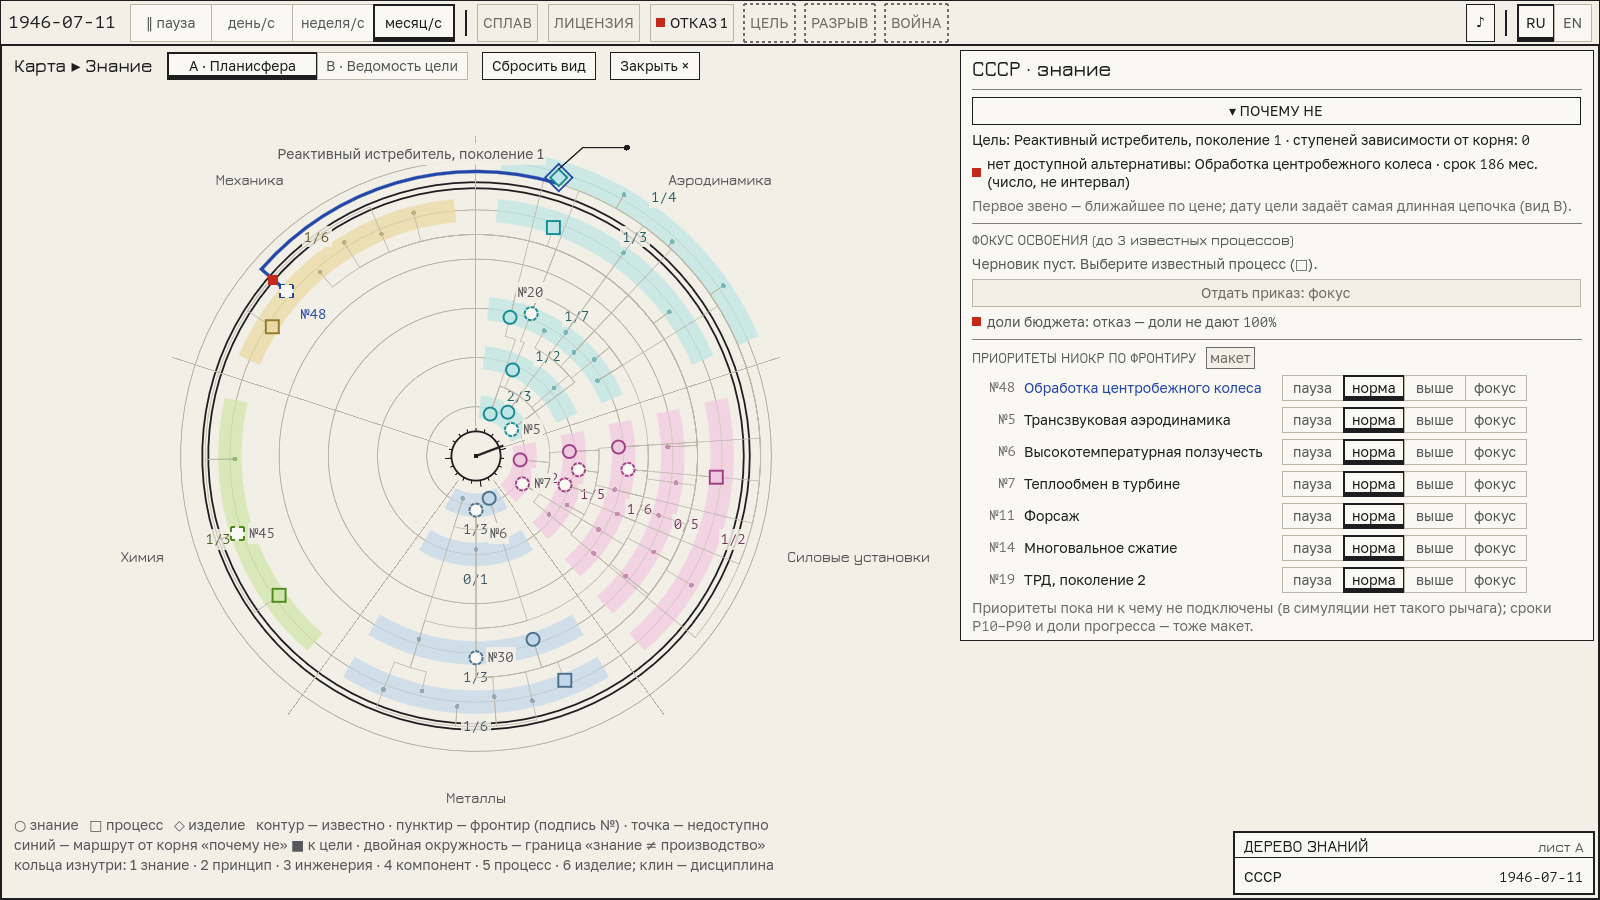 1946-07-11 ‖ пауза день/с неделя/с месяц/с СПЛАВ ЛИЦЕНЗИЯ ОТКАЗ 1 ЦЕЛЬ РАЗРЫВ ВОЙНА ♪ RU EN
Карта ▸ Знание А · Планисфера В · Ведомость цели Сбросить вид Закрыть ×
Реактивный истребитель, поколение 1
Механика
Аэродинамика
1/4
1/6
1/3
№20
№48
1/7
1/2
2/3
№5
№7
1/5
1/6
0/5
1/2
1/3
№45
1/3
№6
Химия
Силовые установки
0/1
№30
1/3
1/6
Металлы
○ знание □ процесс ◇ изделие контур — известно · пунктир — фронтир (подпись №) · точка — недоступно
синий — маршрут от корня «почему не» ■ к цели · двойная окружность — граница «знание ≠ производство»
кольца изнутри: 1 знание · 2 принцип · 3 инженерия · 4 компонент · 5 процесс · 6 изделие; клин — дисциплина
СССР · знание
▾ ПОЧЕМУ НЕ
Цель: Реактивный истребитель, поколение 1 · ступеней зависимости от корня: 0
нет доступной альтернативы: Обработка центробежного колеса · срок 186 мес.
(число, не интервал)
Первое звено — ближайшее по цене; дату цели задаёт самая длинная цепочка (вид В).
ФОКУС ОСВОЕНИЯ (до 3 известных процессов)
Черновик пуст. Выберите известный процесс (□).
Отдать приказ: фокус
доли бюджета: отказ — доли не дают 100%
ПРИОРИТЕТЫ НИОКР ПО ФРОНТИРУ макет
№48 Обработка центробежного колеса пауза норма выше фокус
№5 Трансзвуковая аэродинамика пауза норма выше фокус
№6 Высокотемпературная ползучесть пауза норма выше фокус
№7 Теплообмен в турбине пауза норма выше фокус
№11 Форсаж пауза норма выше фокус
№14 Многовальное сжатие пауза норма выше фокус
№19 ТРД, поколение 2 пауза норма выше фокус
Приоритеты пока ни к чему не подключены (в симуляции нет такого рычага); сроки
P10–P90 и доли прогресса — тоже макет.
ДЕРЕВО ЗНАНИЙ лист А
СССР 1946-07-11